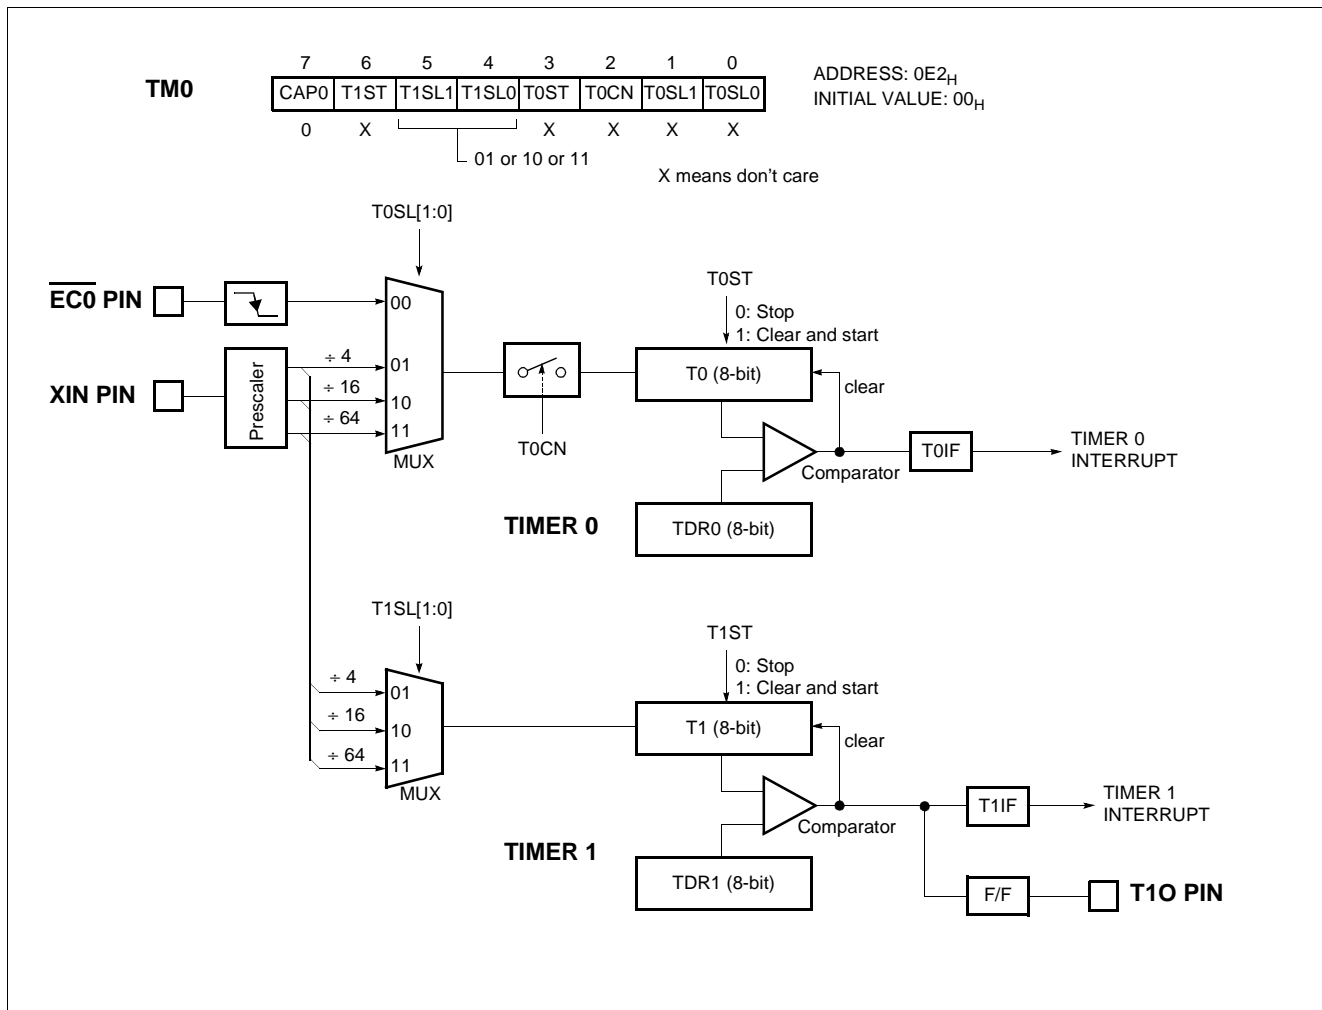 7 6 5 4 3 2 1 0
TM0
CAP0 T1ST T1SL1 T1SL0 T0ST T0CN T0SL1 T0SL0
ADDRESS: 0E2H
INITIAL VALUE: 00H
0 X X X X X
01 or 10 or 11
X means don't care
T0SL[1:0]
EC0 PIN
00
T0ST
0: Stop
1: Clear and start
XIN PIN
Prescaler
÷ 4
01
÷ 16
10
÷ 64
11
MUX
T0CN
T0 (8-bit)
clear
Comparator
T0IF
TIMER 0
INTERRUPT
TIMER 0
TDR0 (8-bit)
T1SL[1:0]
T1ST
0: Stop
1: Clear and start
÷ 4
01
÷ 16
10
÷ 64
11
MUX
T1 (8-bit)
clear
Comparator
T1IF
TIMER 1
INTERRUPT
TIMER 1
TDR1 (8-bit)
F/F
T1O PIN